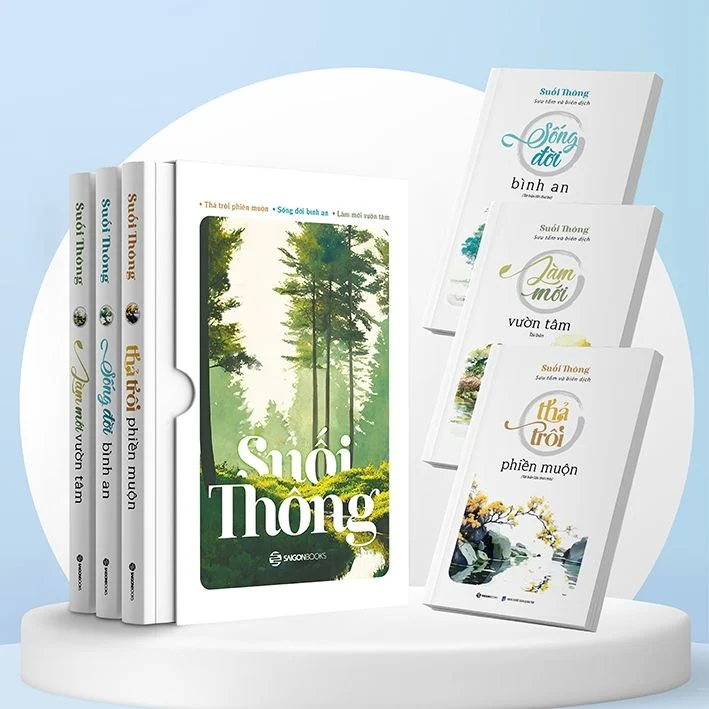 Suối Thông
Làm mới vườn tâm
Suối Thông
Sống đời bình an
Suối Thông
thả trôi phiền muộn
• Thả trôi phiền muộn • Sống đời bình an • Làm mới vườn tâm
Suối
Thông
SAIGONBOOKS
Suối Thông
Sưu tầm và biên dịch
Sống
đời
bình an
Suối Thông
Sưu tầm và biên dịch
Làm
mới
vườn tâm
Tái bản
Suối Thông
Sưu tầm và biên dịch
thả
trôi
phiền muộn
SAIGONBOOKS